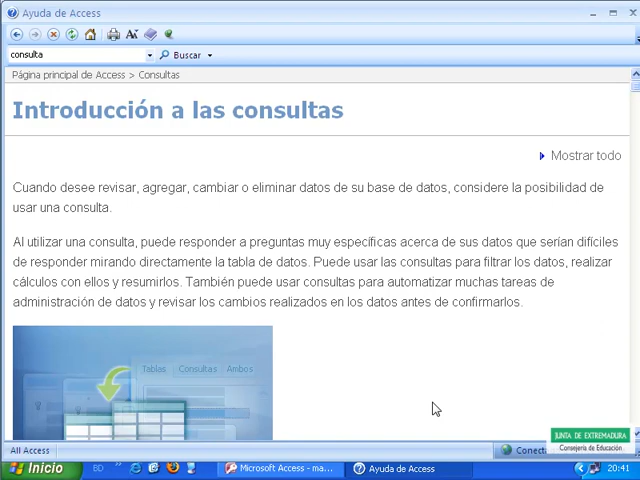 Ayuda de Access
consulta
Buscar
Página principal de Access > Consultas
Introducción a las consultas
Mostrar todo
Cuando desee revisar, agregar, cambiar o eliminar datos de su base de datos, considere la posibilidad de
usar una consulta.
Al utilizar una consulta, puede responder a preguntas muy específicas acerca de sus datos que serían difíciles
de responder mirando directamente la tabla de datos. Puede usar las consultas para filtrar los datos, realizar
cálculos con ellos y resumirlos. También puede usar consultas para automatizar muchas tareas de
administración de datos y revisar los cambios realizados en los datos antes de confirmarlos.
Tablas Consultas Ambos
JUNTA DE EXTREMADURA
Consejería de Educación
All Access
Conecta
Inicio
BD
Microsoft Access - ma...
Ayuda de Access
20:41